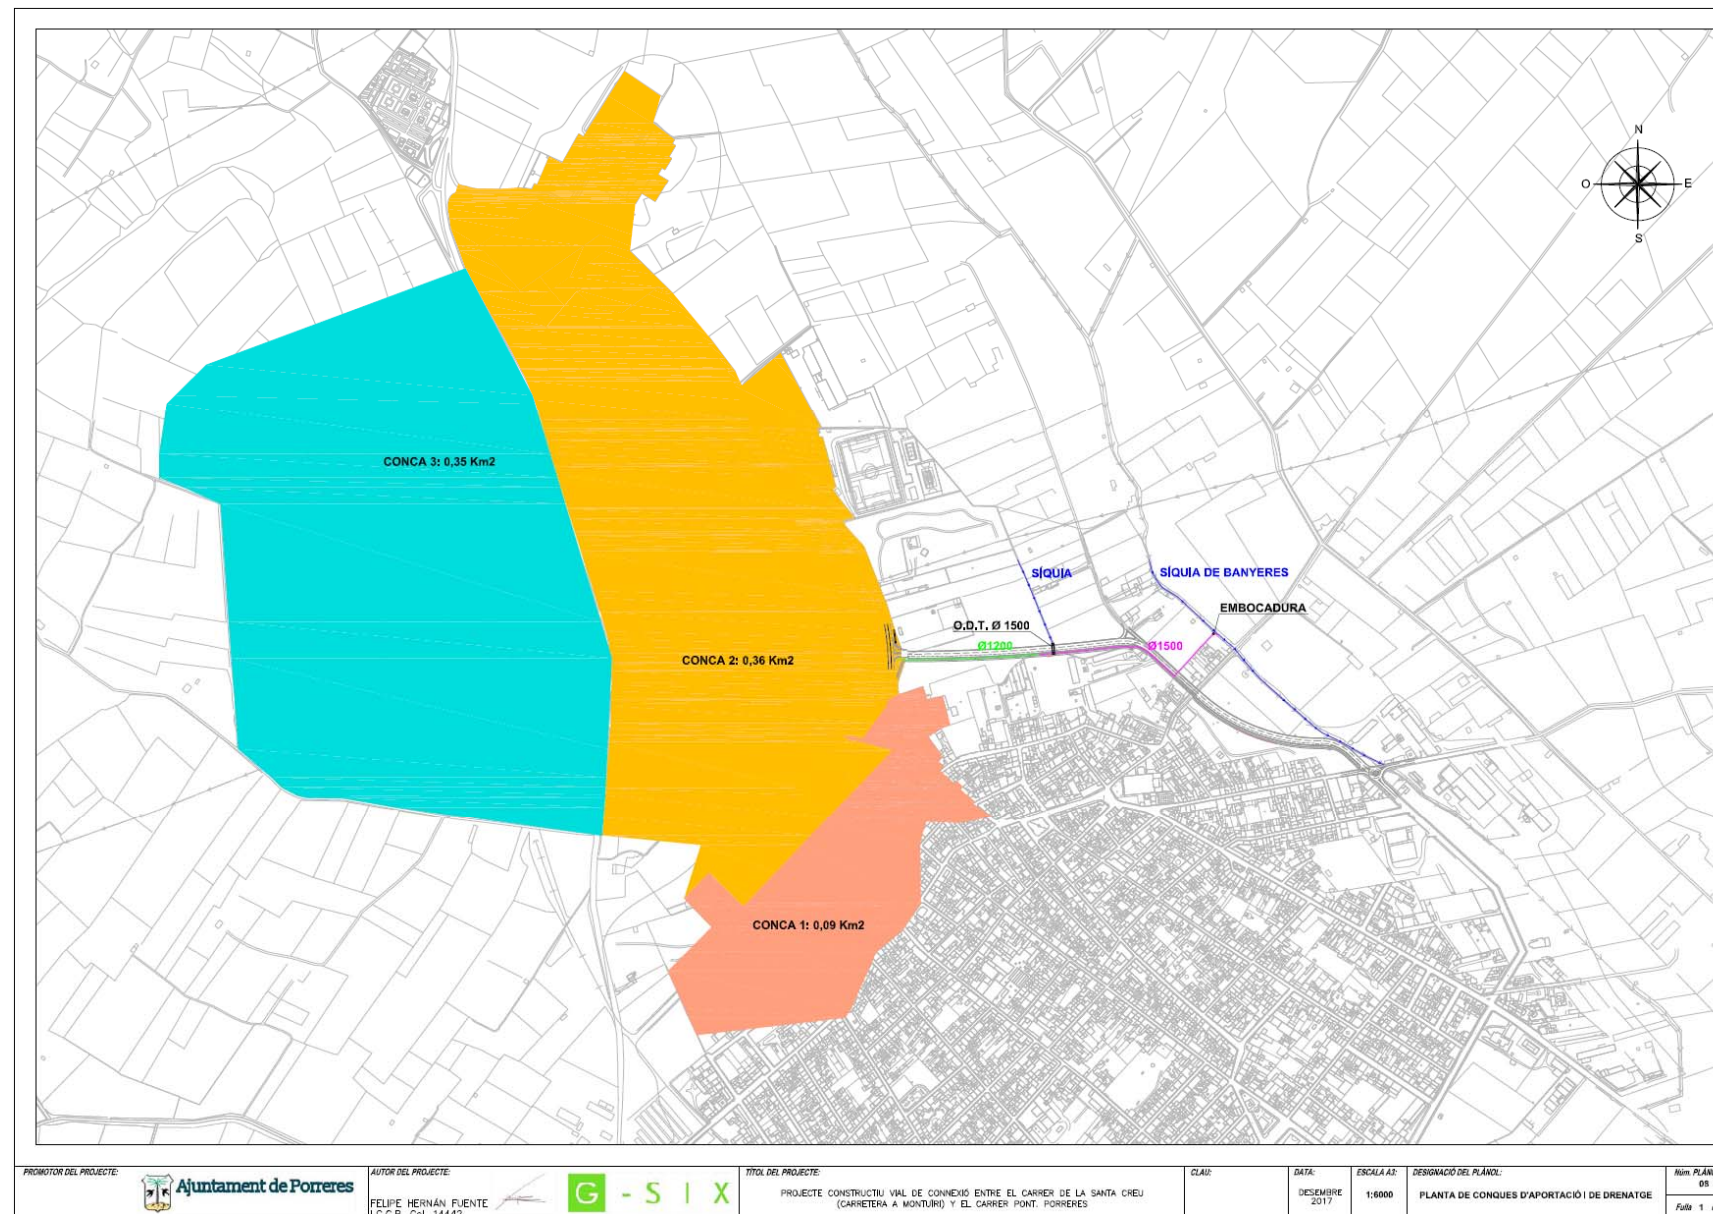 N
O
E
S
CONCA 3: 0,35 Km2
SÍQUIA
SÍQUIA DE BANYERES
EMBOCADURA
O.D.T. Ø 1500
Ø1200
Ø1500
CONCA 2: 0,36 Km2
CONCA 1: 0,09 Km2
PROMOTOR DEL PROJECTE:
Ajuntament de Porreres
AUTOR DEL PROJECTE:
FELIPE HERNÁN FUENTE
G - S I X
TÍTOL DEL PROJECTE:
PROJECTE CONSTRUCTIU VIAL DE CONNEXIÓ ENTRE EL CARRER DE LA SANTA CREU
(CARRETERA A MONTUÏRI) Y EL CARRER PONT. PORRERES
CLAU:
DATA:
DESEMBRE
2017
ESCALA A3:
1:6000
DESIGNACIÓ DEL PLÀNOL:
PLANTA DE CONQUES D'APORTACIÓ I DE DRENATGE
Núm.
Fulla 1